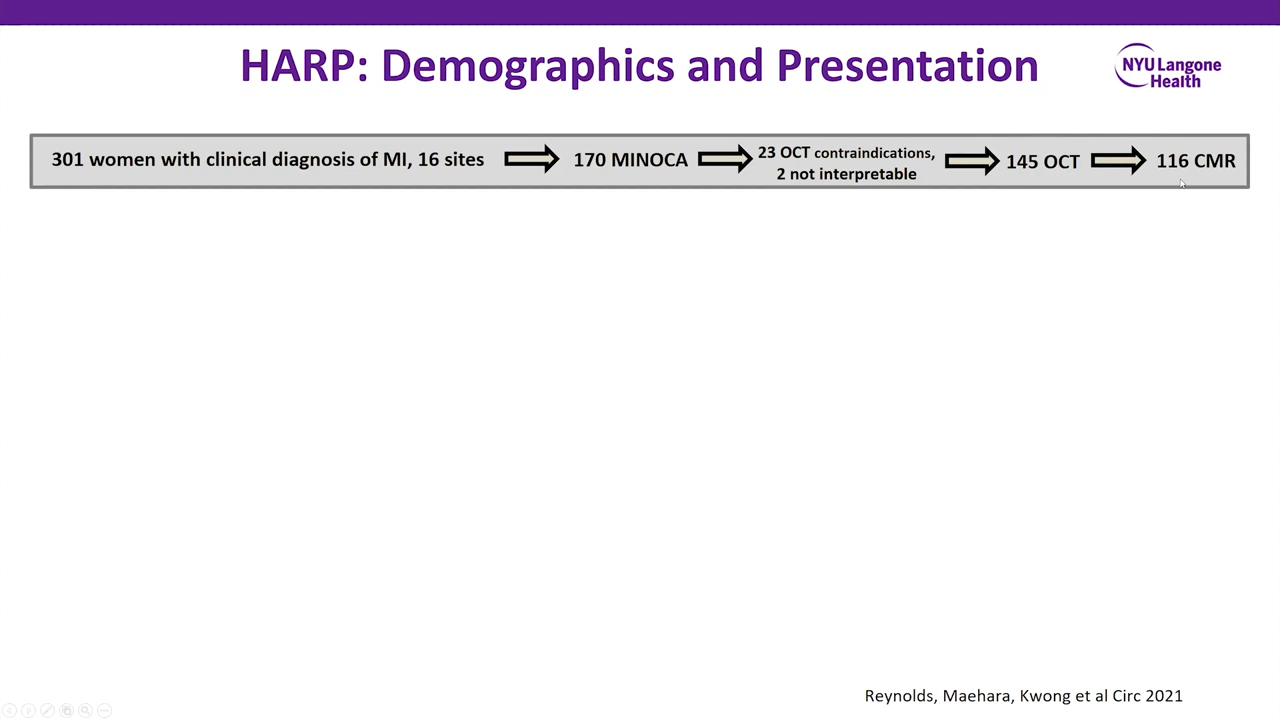 HARP: Demographics and Presentation
NYU Langone
Health
301 women with clinical diagnosis of MI, 16 sites
170 MINOCA
23 OCT contraindications,
2 not interpretable
145 OCT
116 CMR
Reynolds, Maehara, Kwong et al Circ 2021